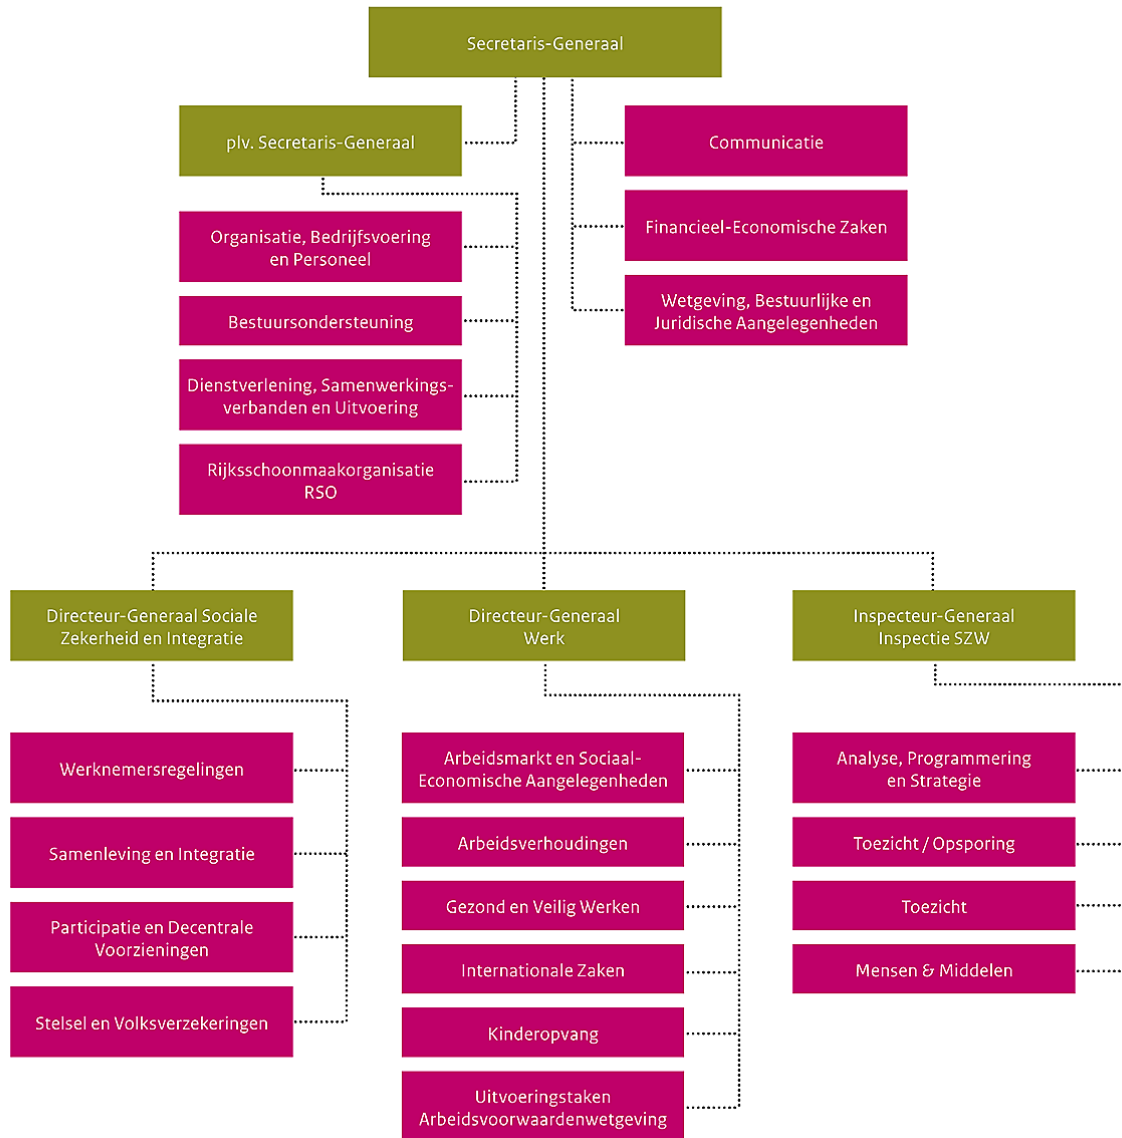 Secretaris-Generaal
plv. Secretaris-Generaal
Communicatie
Financieel-Economische Zaken
Wetgeving, Bestuurlijke en
Juridische Aangelegenheden
Organisatie, Bedrijfsvoering
en Personeel
Bestuursondersteuning
Dienstverlening, Samenwerkings-
verbanden en Uitvoering
Rijksschoonmaakorganisatie
RSO
Directeur-Generaal Sociale
Zekerheid en Integratie
Werknemersregelingen
Samenleving en Integratie
Participatie en Decentrale
Voorzieningen
Stelsel en Volksverzekeringen
Directeur-Generaal
Werk
Arbeidsmarkt en Sociaal-
Economische Aangelegenheden
Arbeidsverhoudingen
Gezond en Veilig Werken
Internationale Zaken
Kinderopvang
Uitvoeringstaken
Arbeidsvoorwaardenwetgeving
Inspecteur-Generaal
Inspectie SZW
Analyse, Programmering
en Strategie
Toezicht / Opsporing
Toezicht
Mensen & Middelen